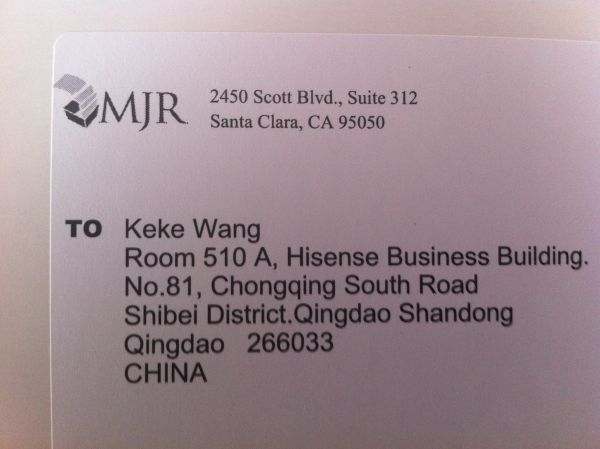 MJR
2450 Scott Blvd., Suite 312
Santa Clara, CA 95050
TO Keke Wang
Room 510 A, Hisense Business Building.
No.81, Chongqing South Road
Shibei District.Qingdao Shandong
Qingdao 266033
CHINA